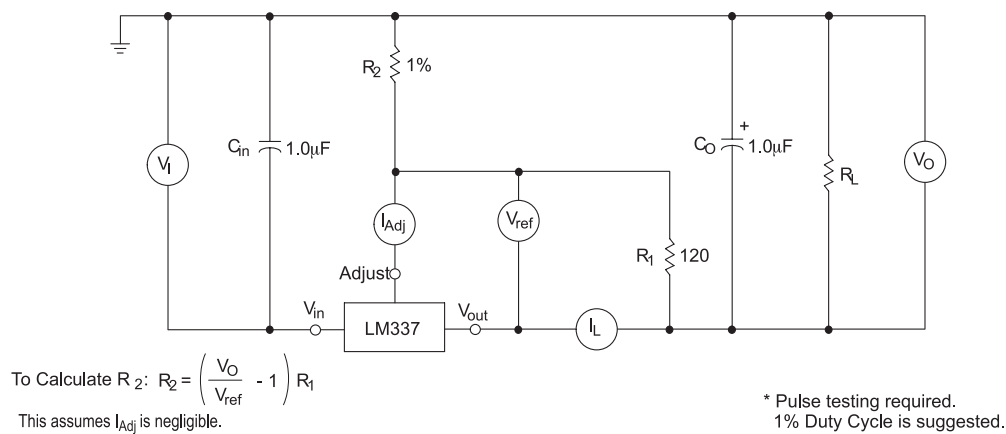 R2 1%
Cin 1.0μF
+
CO 1.0μF
VI
VO
RL
IAdj
Vref
R1 120
Adjust
Vin
LM337
Vout
IL
To Calculate R 2: R2 = (VO / Vref - 1) R1
This assumes IAdj is negligible.
* Pulse testing required.
1% Duty Cycle is suggested.